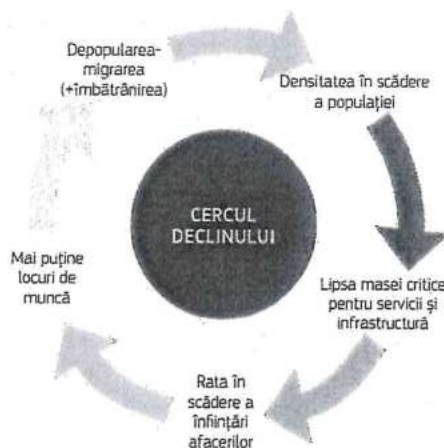 Depopularea-
migrarea
(+îmbătrânirea)
Densitatea în scădere
a populației
CERCUL
DECLINULUI
Lipsa masei critice
pentru servicii și
infrastructură
Rata în
scădere a
înființări
afacerilor
Mai puține
locuri de
muncă